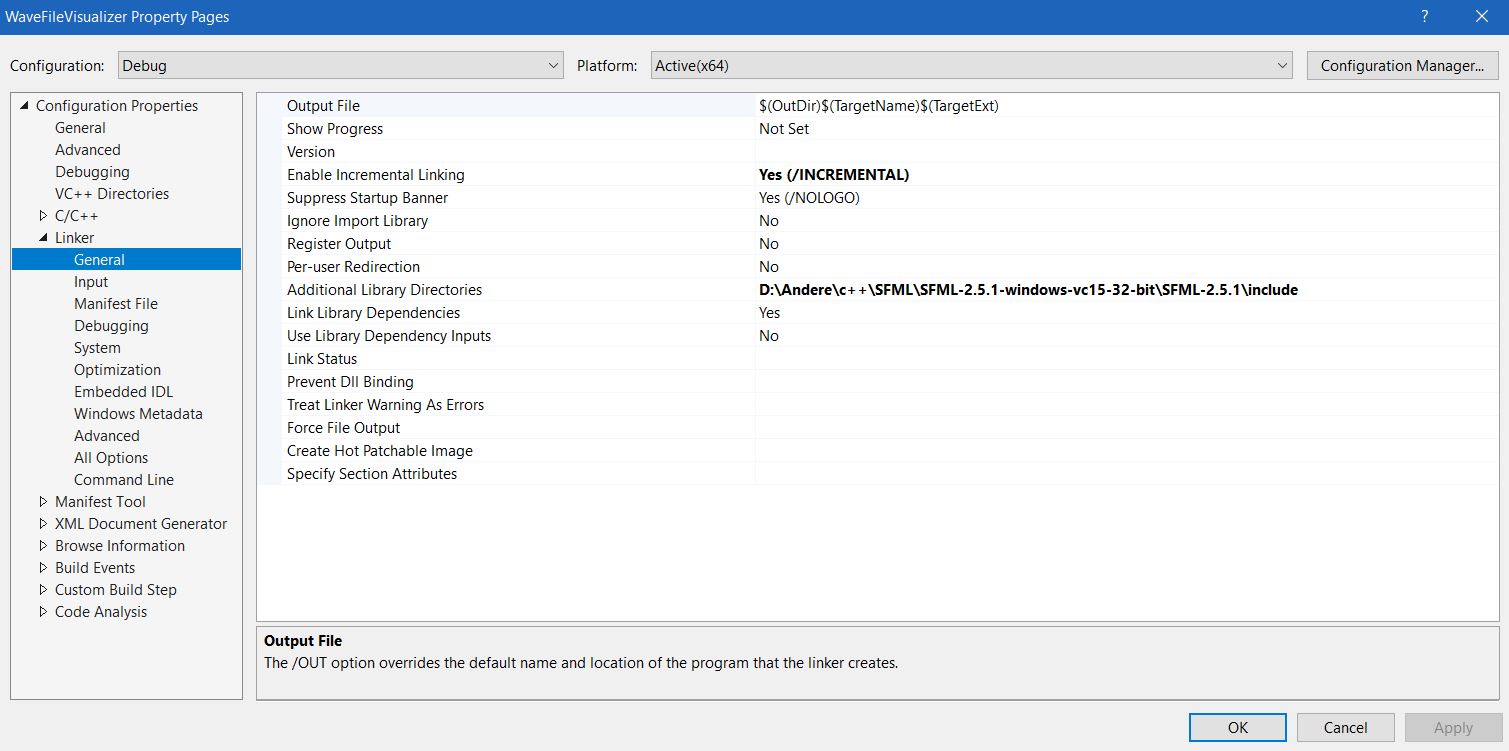 WaveFileVisualizer Property Pages
?
Configuration: Debug Platform: Active(x64) Configuration Manager...
Configuration Properties
General
Advanced
Debugging
VC++ Directories
C/C++
Linker
General
Input
Manifest File
Debugging
System
Optimization
Embedded IDL
Windows Metadata
Advanced
All Options
Command Line
Manifest Tool
XML Document Generator
Browse Information
Build Events
Custom Build Step
Code Analysis
Output File $(OutDir)$(TargetName)$(TargetExt)
Show Progress Not Set
Version
Enable Incremental Linking Yes (/INCREMENTAL)
Suppress Startup Banner Yes (/NOLOGO)
Ignore Import Library No
Register Output No
Per-user Redirection No
Additional Library Directories D:\Andere\c++\SFML\SFML-2.5.1-windows-vc15-32-bit\SFML-2.5.1\include
Link Library Dependencies Yes
Use Library Dependency Inputs No
Link Status
Prevent Dll Binding
Treat Linker Warning As Errors
Force File Output
Create Hot Patchable Image
Specify Section Attributes
Output File
The /OUT option overrides the default name and location of the program that the linker creates.
OK Cancel Apply